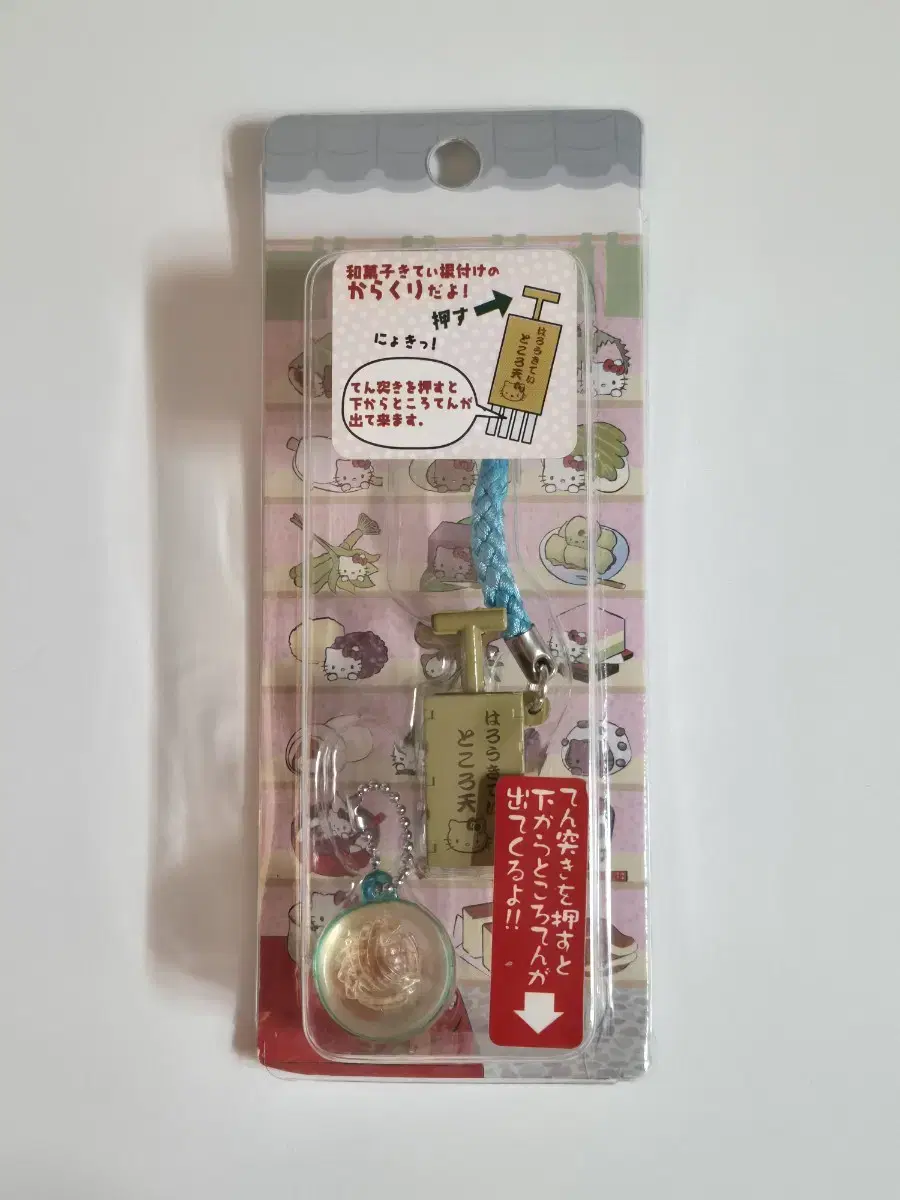 和菓子きてぃ根付けの
からくりだよ!
押す
にょきっ!
はろうきてぃ
ところ天
てん突きを押すと
下からところてんが
出て来ます。
はろうきてぃ
ところ天
てん突きを押すと
下からところてんが
出てくるよ!!